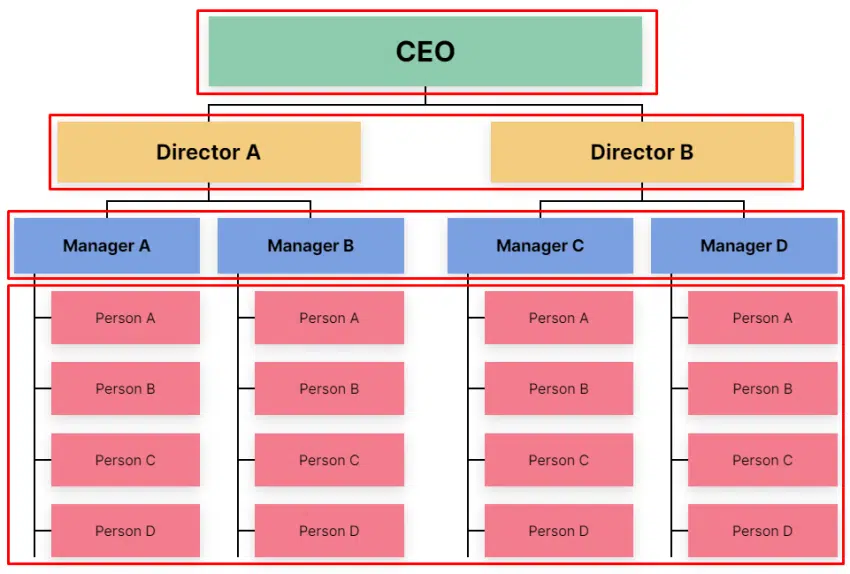 CEO
Director A
Director B
Manager A
Manager B
Manager C
Manager D
Person A
Person A
Person A
Person A
Person B
Person B
Person B
Person B
Person C
Person C
Person C
Person C
Person D
Person D
Person D
Person D